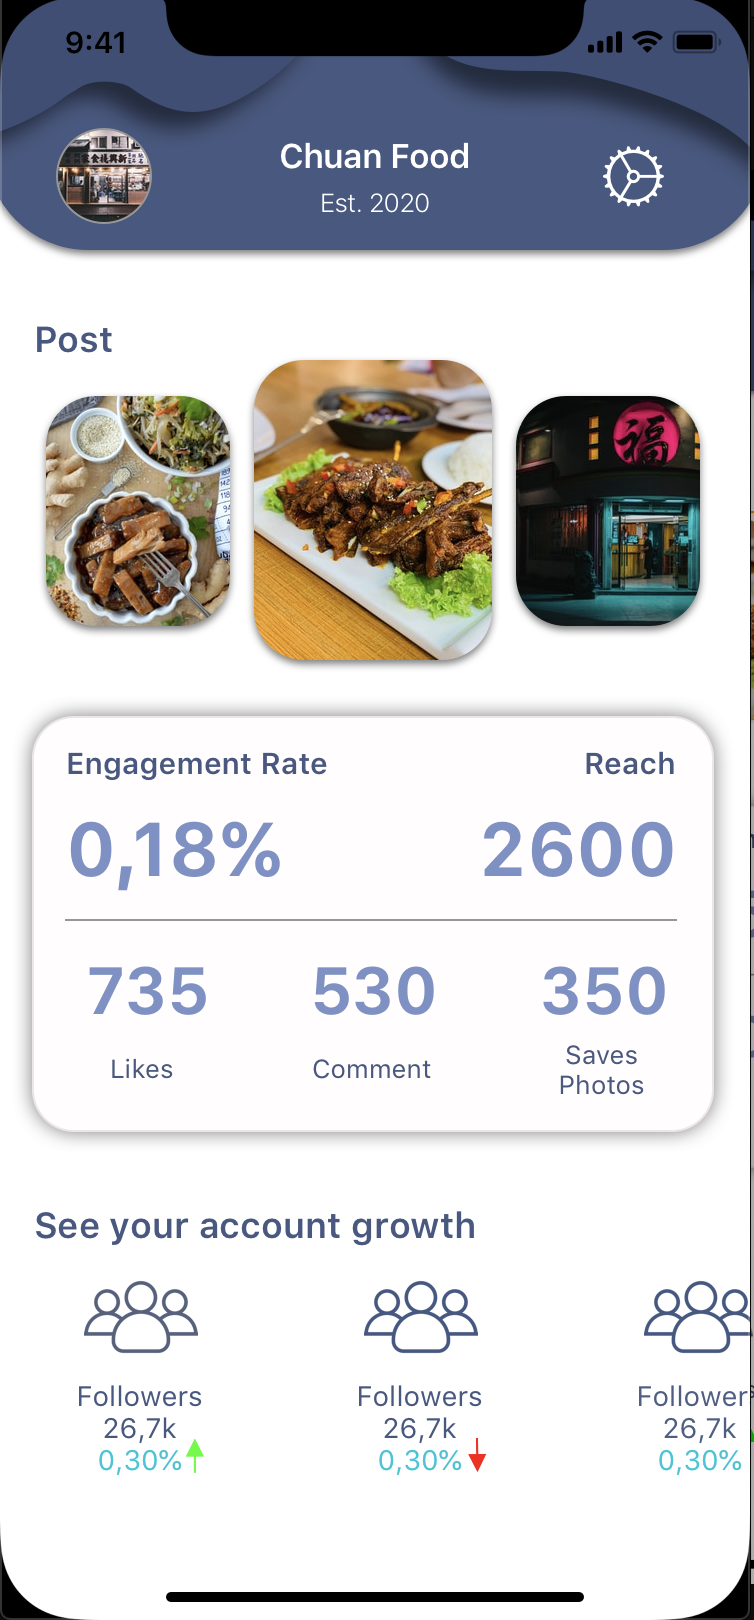 9:41
Chuan Food
Est. 2020
Post
福
Engagement Rate
Reach
0,18%
2600
735
530
350
Likes
Comment
Saves
Photos
See your account growth
Followers
Followers
Follower
26,7k
26,7k
26,7k
0,30%
0,30%
0,30%